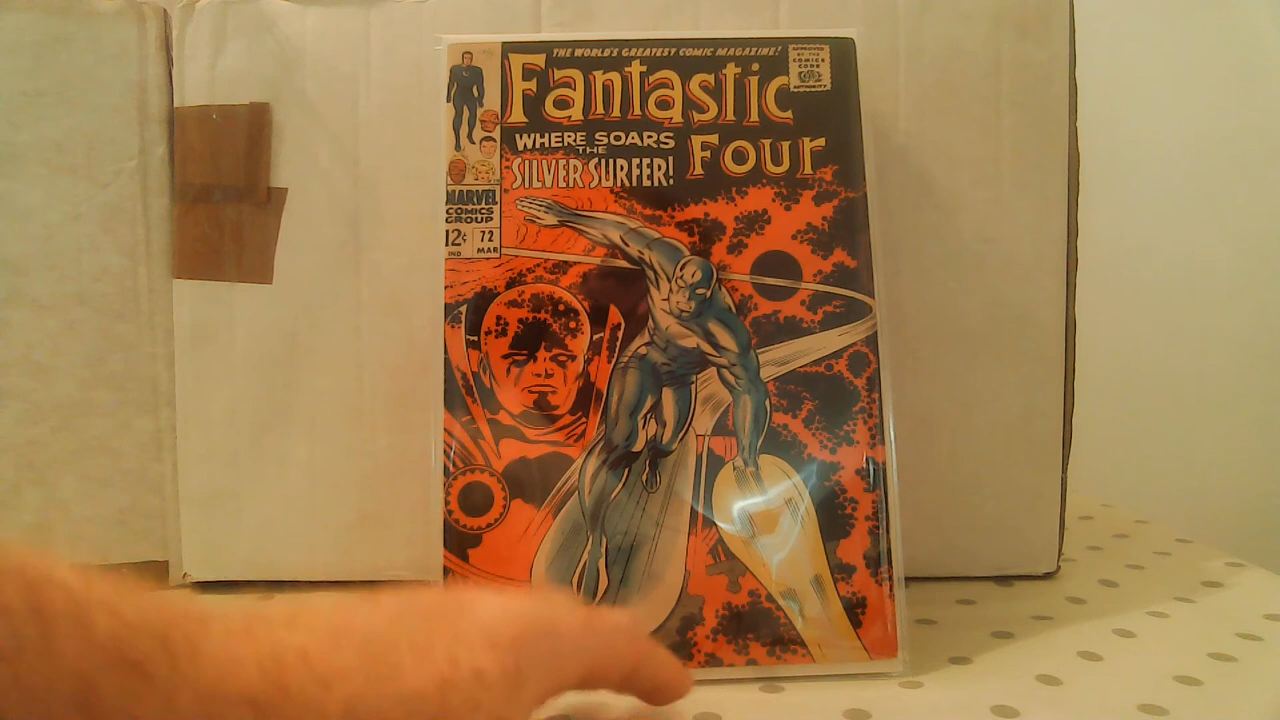 THE WORLD'S GREATEST COMIC MAGAZINE!
Fantastic
Four
APPROVED
BY THE
COMICS
CODE
AUTHORITY
WHERE SOARS
THE
SILVER SURFER!
MARVEL
COMICS
GROUP
12¢ 72
IND MAR